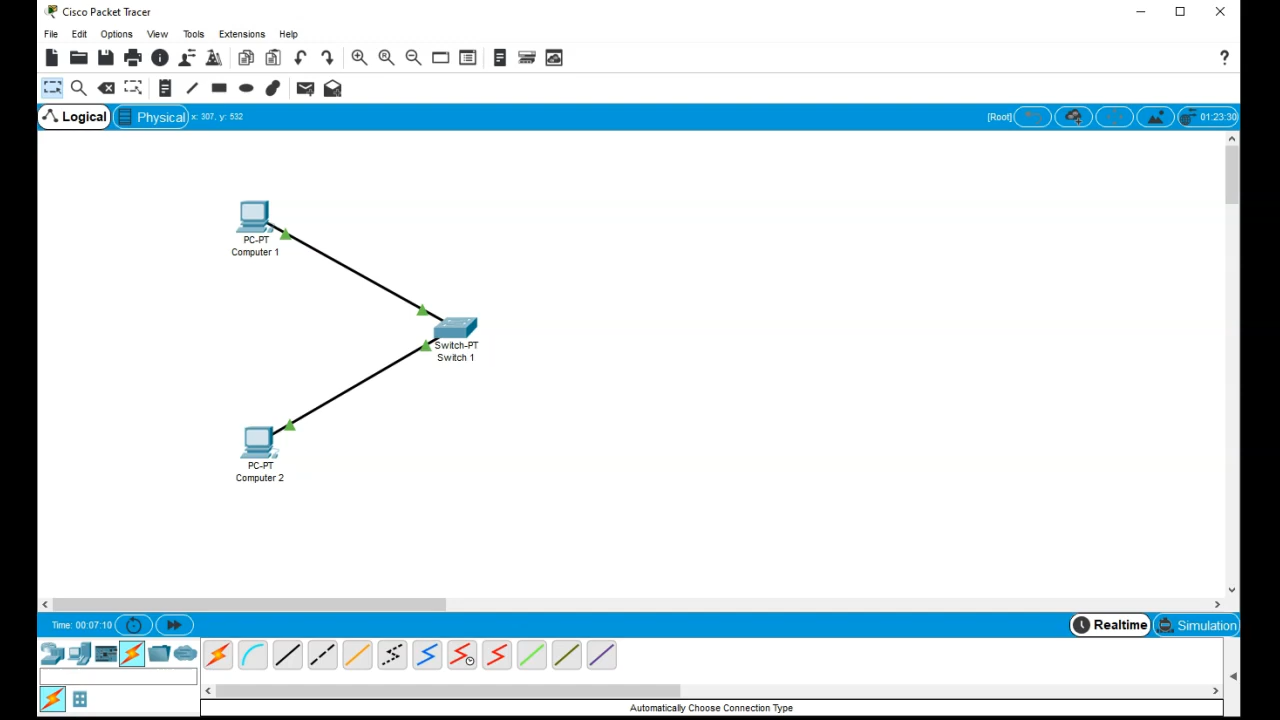 Cisco Packet Tracer
File Edit Options View Tools Extensions Help
?
Logical Physical x: 307, y: 532 [Root] 01:23:30
PC-PT
Computer 1
Switch-PT
Switch 1
PC-PT
Computer 2
Time: 00:07:10 Realtime Simulation
Automatically Choose Connection Type